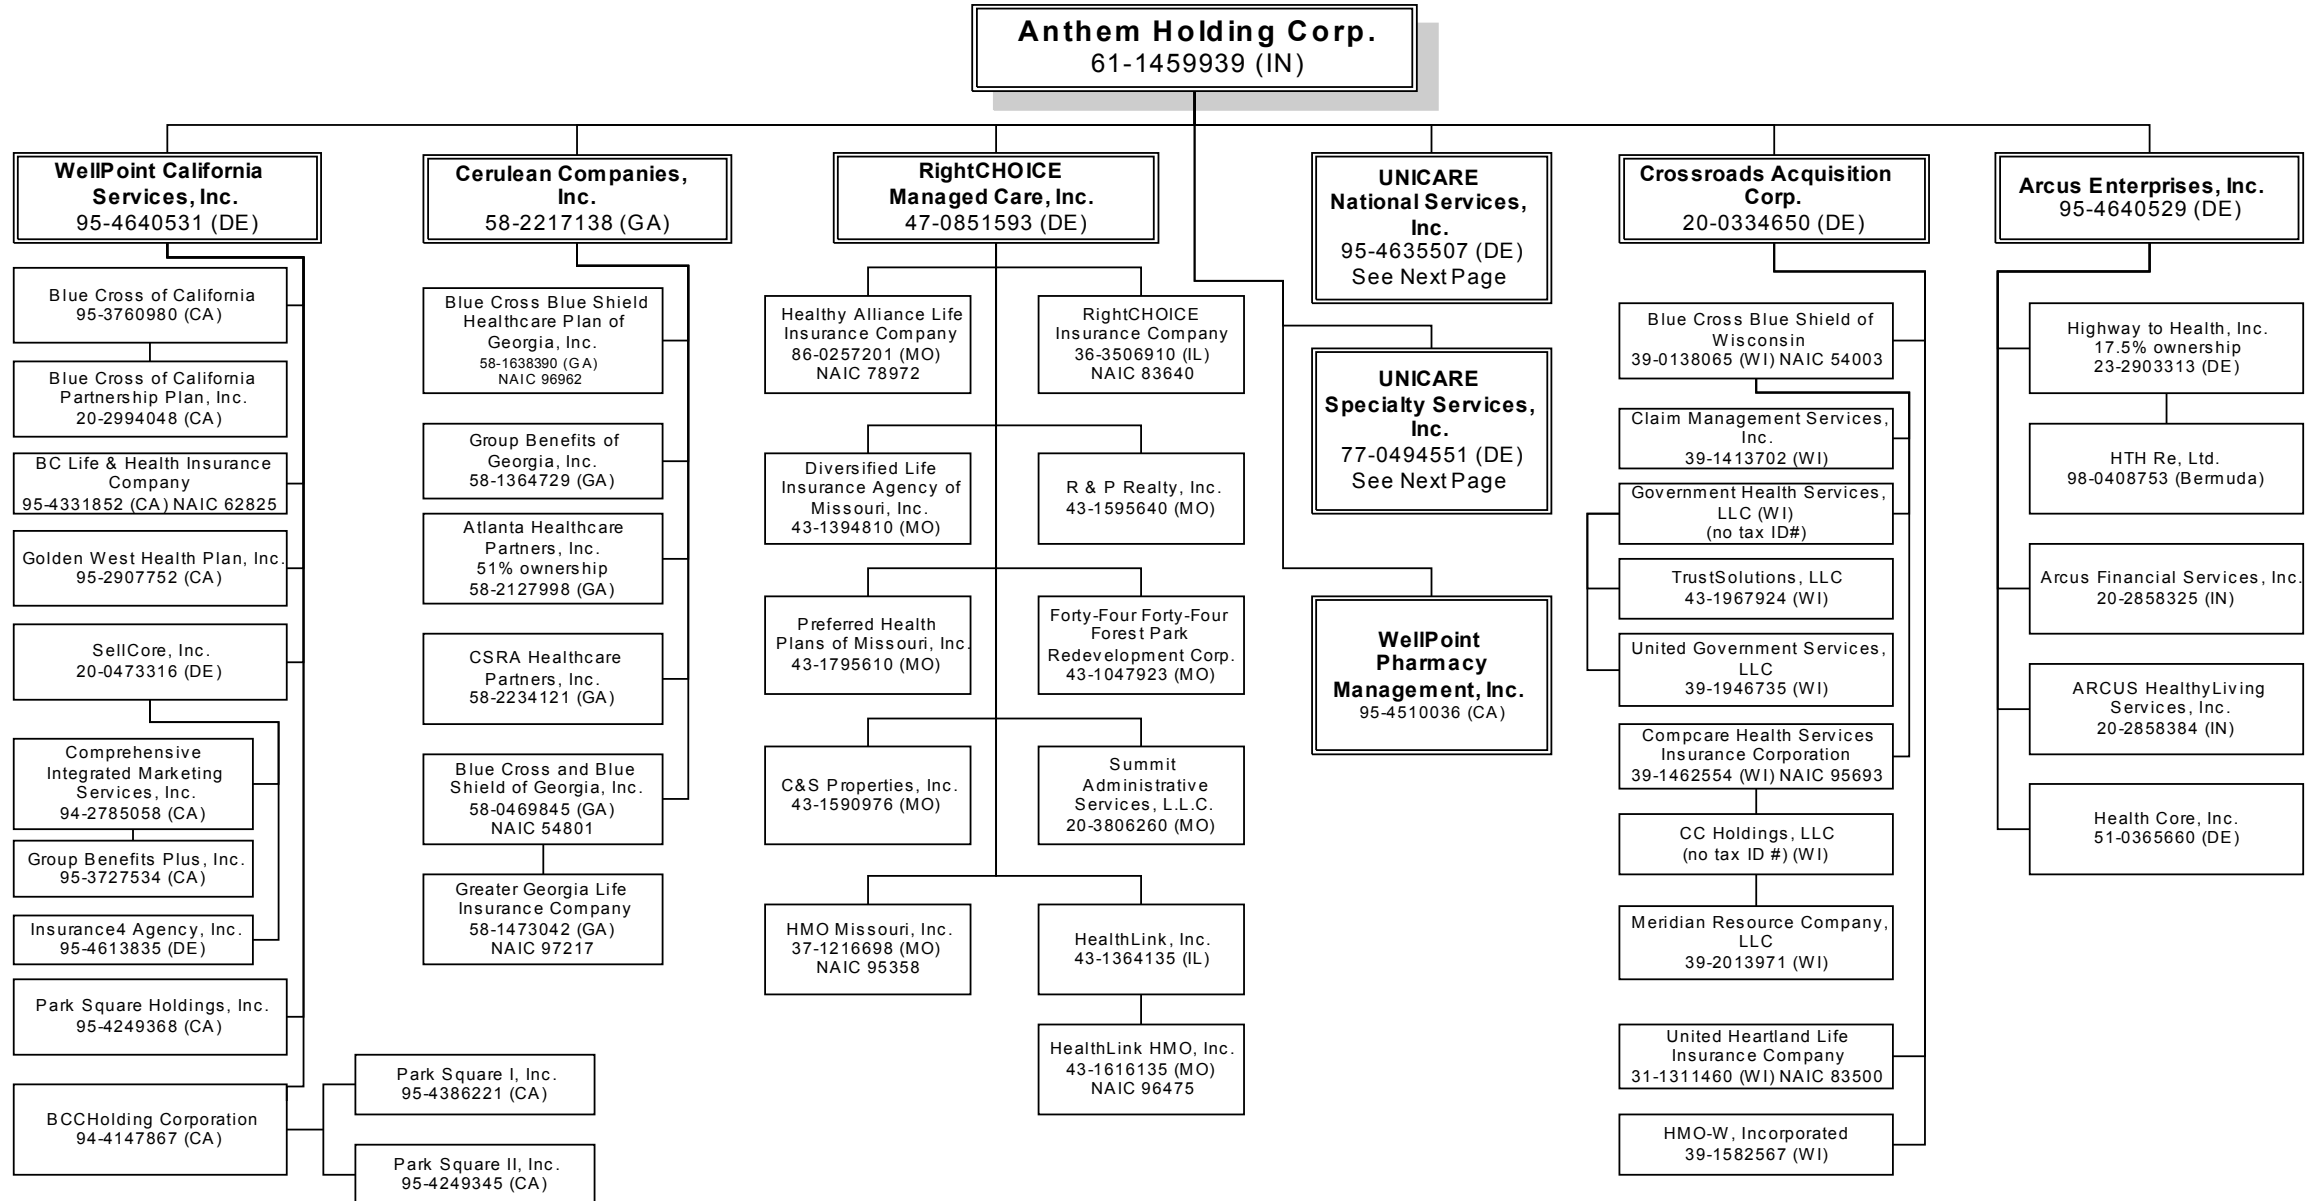 Anthem Holding Corp.
61-1459939 (IN)
WellPoint California
Services, Inc.
95-4640531 (DE)
Blue Cross of California
95-3760980 (CA)
Blue Cross of California
Partnership Plan, Inc.
20-2994048 (CA)
BC Life & Health Insurance
Company
95-4331852 (CA) NAIC 62825
Golden West Health Plan, Inc.
95-2907752 (CA)
SellCore, Inc.
20-0473316 (DE)
Comprehensive
Integrated Marketing
Services, Inc.
94-2785058 (CA)
Group Benefits Plus, Inc.
95-3727534 (CA)
Insurance4 Agency, Inc.
95-4613835 (DE)
Park Square Holdings, Inc.
95-4249368 (CA)
BCCHolding Corporation
94-4147867 (CA)
Park Square I, Inc.
95-4386221 (CA)
Park Square II, Inc.
95-4249345 (CA)
Cerulean Companies,
Inc.
58-2217138 (GA)
Blue Cross Blue Shield
Healthcare Plan of
Georgia, Inc.
58-1638390 (GA)
NAIC 96962
Group Benefits of
Georgia, Inc.
58-1364729 (GA)
Atlanta Healthcare
Partners, Inc.
51% ownership
58-2127998 (GA)
CSRA Healthcare
Partners, Inc.
58-2234121 (GA)
Blue Cross and Blue
Shield of Georgia, Inc.
58-0469845 (GA)
NAIC 54801
Greater Georgia Life
Insurance Company
58-1473042 (GA)
NAIC 97217
RightCHOICE
Managed Care, Inc.
47-0851593 (DE)
Healthy Alliance Life
Insurance Company
86-0257201 (MO)
NAIC 78972
RightCHOICE
Insurance Company
36-3506910 (IL)
NAIC 83640
Diversified Life
Insurance Agency of
Missouri, Inc.
43-1394810 (MO)
R & P Realty, Inc.
43-1595640 (MO)
Preferred Health
Plans of Missouri, Inc.
43-1795610 (MO)
Forty-Four Forty-Four
Forest Park
Redevelopment Corp.
43-1047923 (MO)
C&S Properties, Inc.
43-1590976 (MO)
Summit
Administrative
Services, L.L.C.
20-3806260 (MO)
HMO Missouri, Inc.
37-1216698 (MO)
NAIC 95358
HealthLink, Inc.
43-1364135 (IL)
HealthLink HMO, Inc.
43-1616135 (MO)
NAIC 96475
UNICARE
National Services,
Inc.
95-4635507 (DE)
See Next Page
UNICARE
Specialty Services,
Inc.
77-0494551 (DE)
See Next Page
WellPoint
Pharmacy
Management, Inc.
95-4510036 (CA)
Crossroads Acquisition
Corp.
20-0334650 (DE)
Blue Cross Blue Shield of
Wisconsin
39-0138065 (WI) NAIC 54003
Claim Management Services,
Inc.
39-1413702 (WI)
Government Health Services,
LLC (WI)
(no tax ID#)
TrustSolutions, LLC
43-1967924 (WI)
United Government Services,
LLC
39-1946735 (WI)
Compcare Health Services
Insurance Corporation
39-1462554 (WI) NAIC 95693
CC Holdings, LLC
(no tax ID #) (WI)
Meridian Resource Company,
LLC
39-2013971 (WI)
United Heartland Life
Insurance Company
31-1311460 (WI) NAIC 83500
HMO-W, Incorporated
39-1582567 (WI)
Arcus Enterprises, Inc.
95-4640529 (DE)
Highway to Health, Inc.
17.5% ownership
23-2903313 (DE)
HTH Re, Ltd.
98-0408753 (Bermuda)
Arcus Financial Services, Inc.
20-2858325 (IN)
ARCUS HealthyLiving
Services, Inc.
20-2858384 (IN)
Health Core, Inc.
51-0365660 (DE)